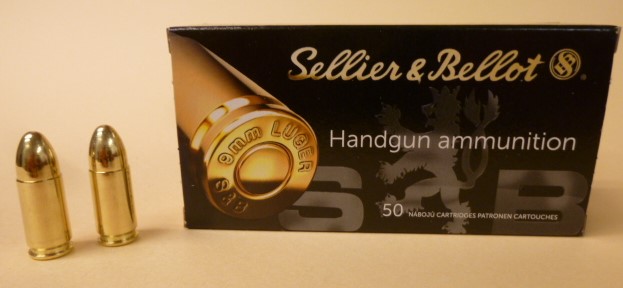 Sellier & Bellot S&B ®
9mm LUGER
S&B
Handgun ammunition
S&B
50 NÁBOJŮ CARTRIDGES PATRONEN CARTOUCHES